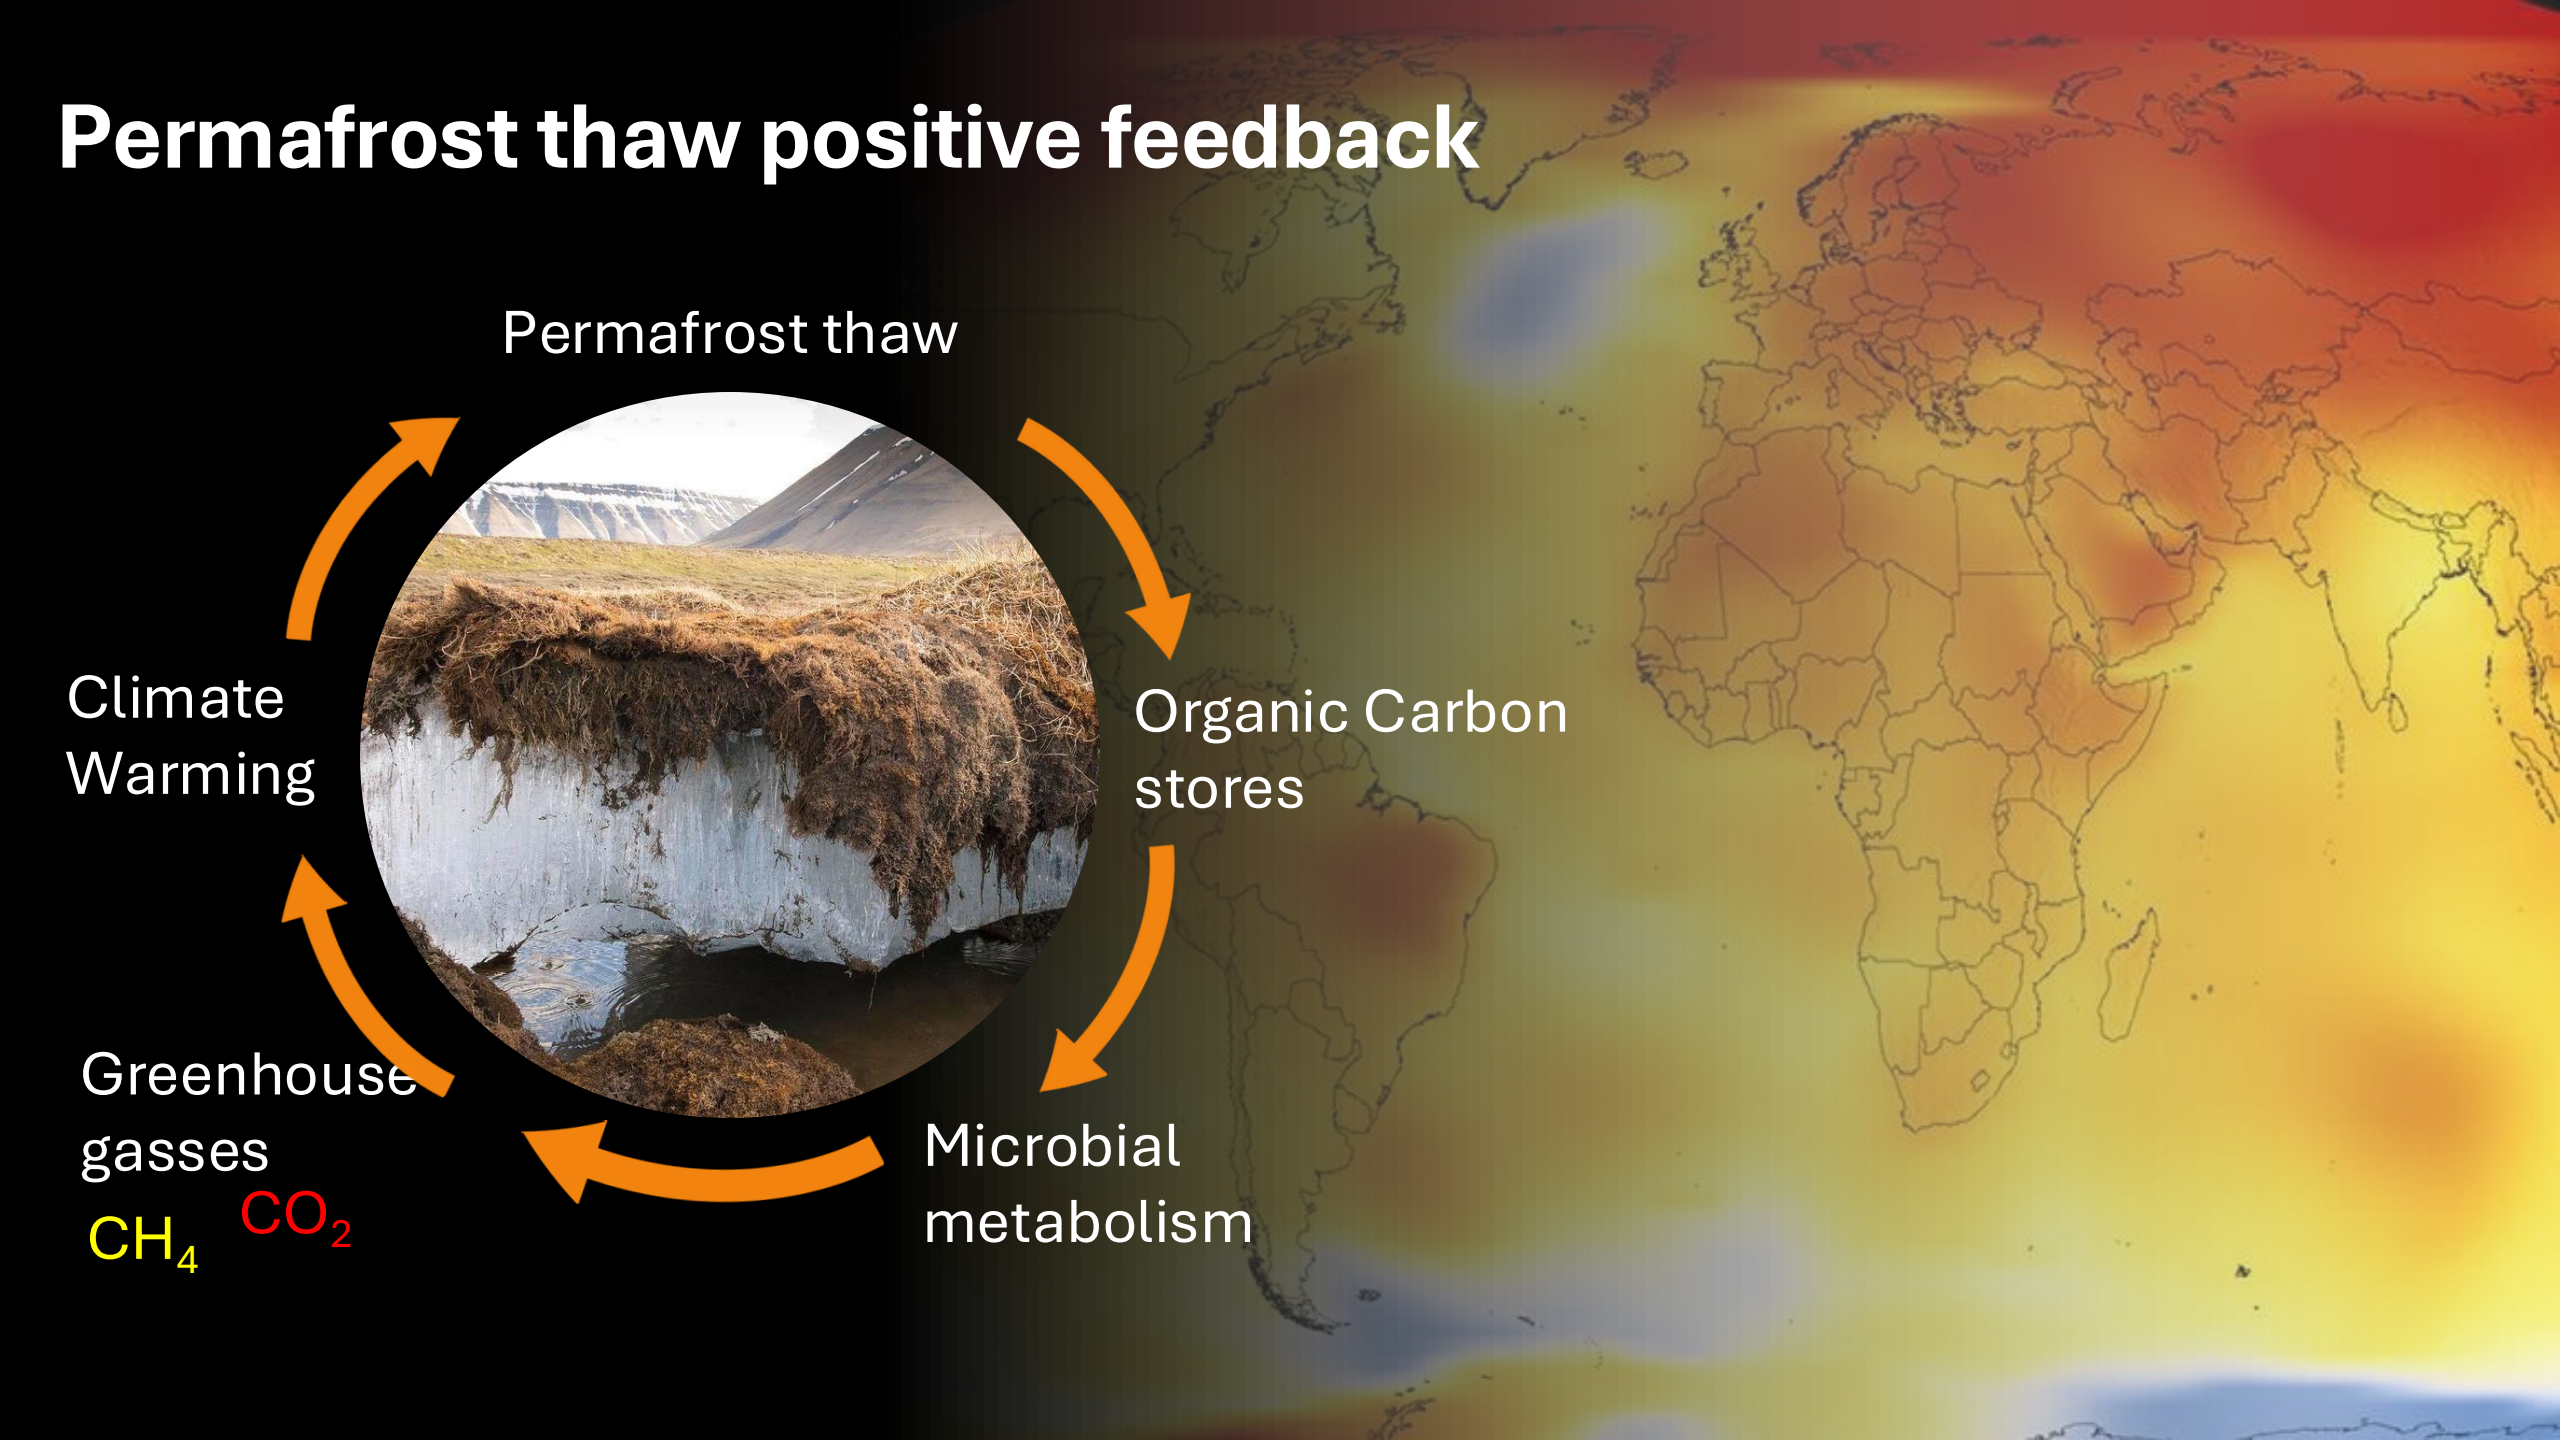 Permafrost thaw positive feedback
Permafrost thaw
Organic Carbon
stores
Microbial
metabolism
Greenhouse
gasses
CH₄
CO₂
Climate
Warming